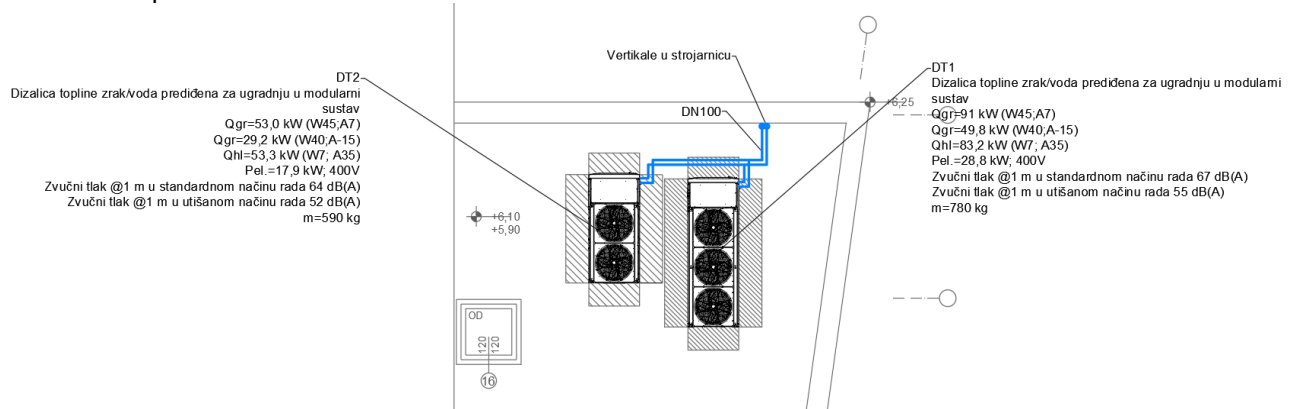 Vertikale u strojarnicu
DT2
Dizalica topline zrak/voda prediđena za ugradnju u modularni
sustav
Qgr=53,0 kW (W45;A7)
Qgr=29,2 kW (W40;A-15)
Qhl=53,3 kW (W7; A35)
Pel.=17,9 kW; 400V
Zvučni tlak @1 m u standardnom načinu rada 64 dB(A)
Zvučni tlak @1 m u utišanom načinu rada 52 dB(A)
m=590 kg
DN100
DT1
Dizalica topline zrak/voda prediđena za ugradnju u modularni
sustav
Qgr=91 kW (W45;A7)
Qgr=49,8 kW (W40;A-15)
Qhl=83,2 kW (W7; A35)
Pel.=28,8 kW; 400V
Zvučni tlak @1 m u standardnom načinu rada 67 dB(A)
Zvučni tlak @1 m u utišanom načinu rada 55 dB(A)
m=780 kg
+6,25
+6,10
+5,90
OD
120
120
16